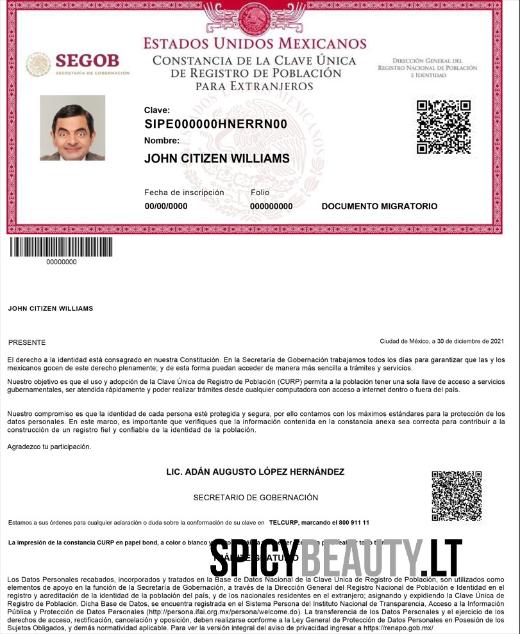 ESTADOS UNIDOS MEXICANOS
SEGOB
SECRETARÍA DE GOBERNACIÓN
CONSTANCIA DE LA CLAVE ÚNICA
DE REGISTRO DE POBLACIÓN
PARA EXTRANJEROS
DIRECCIÓN GENERAL DEL
REGISTRO NACIONAL DE POBLACIÓN
E IDENTIDAD
Clave:
SIPE000000HNERRN00
Nombre:
JOHN CITIZEN WILLIAMS
Fecha de inscripción Folio
00/00/0000 000000000 DOCUMENTO MIGRATORIO
00000000
JOHN CITIZEN WILLIAMS
PRESENTE
Ciudad de México, a 30 de diciembre de 2021
El derecho a la identidad está consagrado en nuestra Constitución. En la Secretaría de Gobernación trabajamos todos los días para garantizar que las y los
mexicanos gocen de este derecho plenamente; y de esta forma puedan acceder de manera más sencilla a trámites y servicios.
Nuestro objetivo es que el uso y adopción de la Clave Única de Registro de Población (CURP) permita a la población tener una sola llave de acceso a servicios
gubernamentales, ser atendida rápidamente y poder realizar trámites desde cualquier computadora con acceso a internet dentro o fuera del país.
Nuestro compromiso es que la identidad de cada persona esté protegida y segura, por ello contamos con los máximos estándares para la protección de los
datos personales. En este marco, es importante que verifiques que la información contenida en la constancia anexa sea correcta para contribuir a la
construcción de un registro fiel y confiable de la identidad de la población.
Agradezco tu participación.
LIC. ADÁN AUGUSTO LÓPEZ HERNÁNDEZ
SECRETARIO DE GOBERNACIÓN
Estamos a sus órdenes para cualquier aclaración o duda sobre la conformación de su clave en TELCURP, marcando el 800 911 11
La impresión de la constancia CURP en papel bond, a color o blanco y
SPICYBEAUTY.LT
Los Datos Personales recabados, incorporados y tratados en la Base de Datos Nacional de la Clave Única de Registro de Población, son utilizados como
elementos de apoyo en la función de la Secretaría de Gobernación, a través de la Dirección General del Registro Nacional de Población e Identidad en el
registro y acreditación de la identidad de la población del país, y de los nacionales residentes en el extranjero; asignando y expidiendo la Clave Única de
Registro de Población. Dicha Base de Datos, se encuentra registrada en el Sistema Persona del Instituto Nacional de Transparencia, Acceso a la Información
Pública y Protección de Datos Personales (http://persona.ifai.org.mx/persona/welcome.do). La transferencia de los Datos Personales y el ejercicio de los
derechos de acceso, rectificación, cancelación y oposición, deben realizarse conforme a la Ley General de Protección de Datos Personales en Posesión de los
Sujetos Obligados, y demás normatividad aplicable. Para ver la versión integral del aviso de privacidad ingresar a https://renapo.gob.mx/